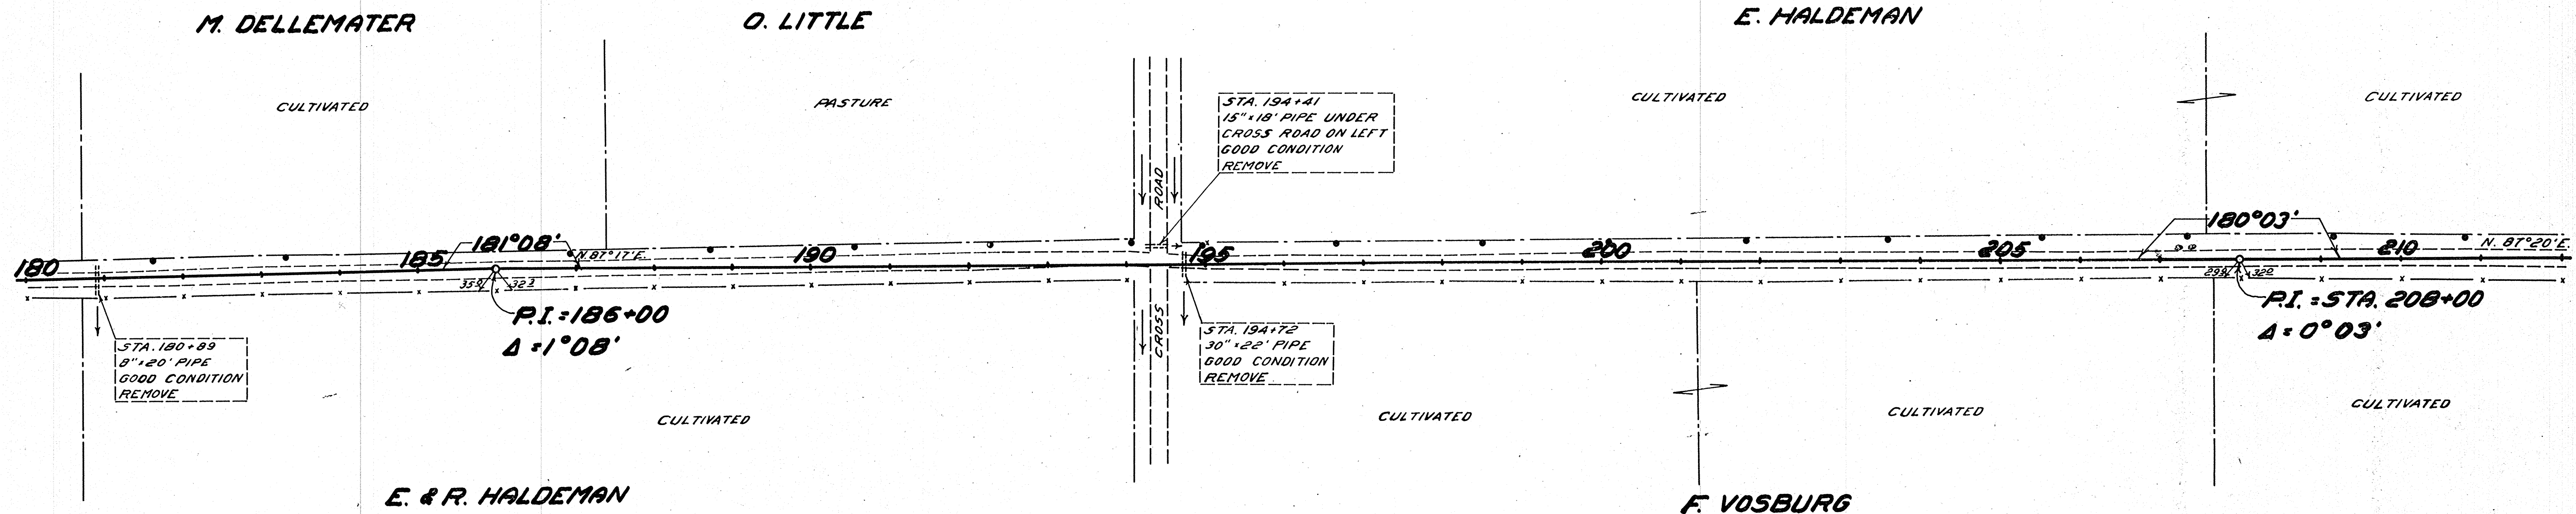 M. DELLEMATER
O. LITTLE
E. HALDEMAN
CULTIVATED
PASTURE
CULTIVATED
CULTIVATED
STA. 194+41
15"x18' PIPE UNDER
CROSS ROAD ON LEFT
GOOD CONDITION
REMOVE
CROSS ROAD
180
185
181°08'
N.87°17'E.
190
195
200
205
180°03'
210
N. 87°20'E.
P.I.=186+00
Δ=1°08'
P.I.=STA. 208+00
Δ=0°03'
STA. 180+89
8"x20' PIPE
GOOD CONDITION
REMOVE
STA. 194+72
30"x22' PIPE
GOOD CONDITION
REMOVE
CULTIVATED
CULTIVATED
CULTIVATED
CULTIVATED
E. & R. HALDEMAN
F. VOSBURG